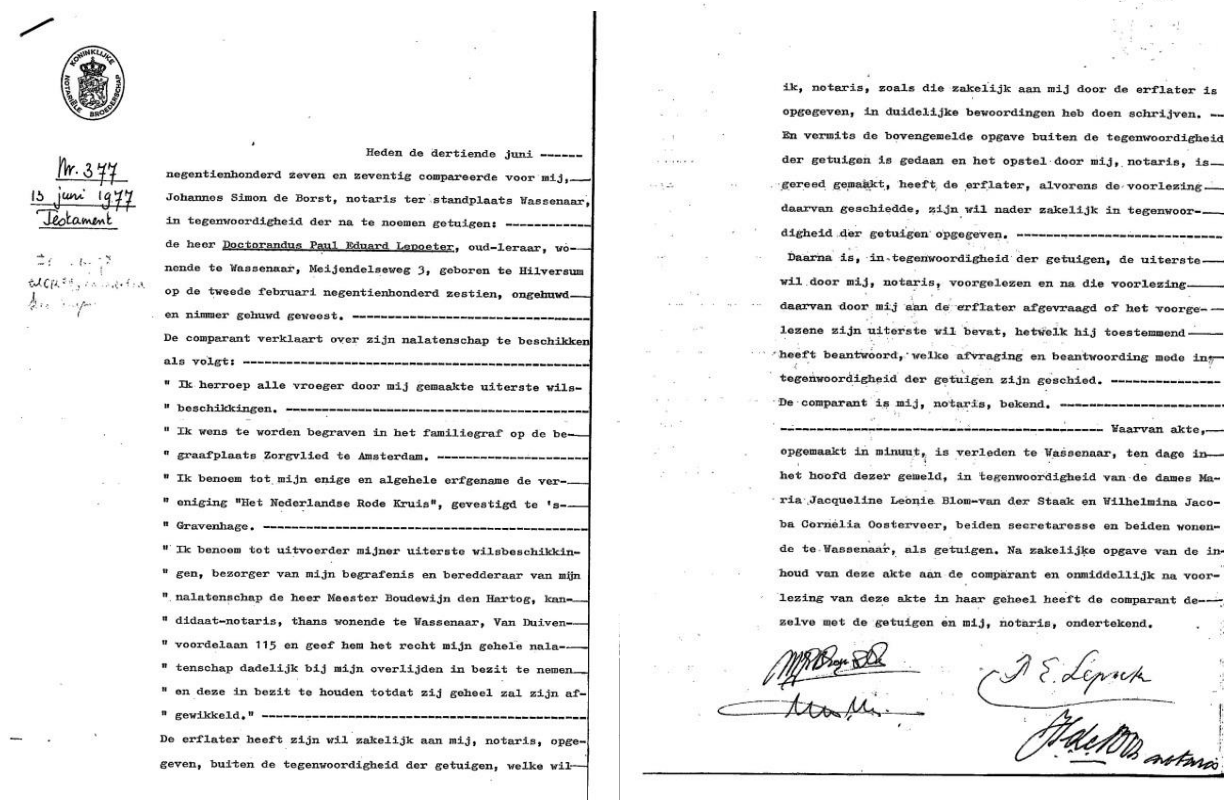 KONINKLIJKE NOTARIËLE BROEDERSCHAP
Nr. 377
13 juni 1977
Testament
Heden de dertiende juni ------
negentienhonderd zeven en zeventig compareerde voor mij,
Johannes Simon de Borst, notaris ter standplaats Wassenaar,
in tegenwoordigheid der na te noemen getuigen: ------
de heer Doctorandus Paul Eduard Lepoeter, oud-leraar, wo-
nende te Wassenaar, Meijendelseweg 3, geboren te Hilversum
op de tweede februari negentienhonderd zestien, ongehuwd
en nimmer gehuwd geweest. ------
De comparant verklaart over zijn nalatenschap te beschikken
als volgt: ------
" Ik herroep alle vroeger door mij gemaakte uiterste wils-
" beschikkingen. ------
" Ik wens te worden begraven in het familiegraf op de be-
" graafplaats Zorgvlied te Amsterdam. ------
" Ik benoem tot mijn enige en algehele erfgename de ver-
" eniging "Het Nederlandse Rode Kruis", gevestigd te 's-
" Gravenhage. ------
" Ik benoem tot uitvoerder mijner uiterste wilsbeschikkin-
" gen, bezorger van mijn begrafenis en beredderaar van mijn
" nalatenschap de heer Meester Boudewijn den Hartog, kan-
" didaat-notaris, thans wonende te Wassenaar, Van Duiven-
" voordelaan 115 en geef hem het recht mijn gehele nala-
" tenschap dadelijk bij mijn overlijden in bezit te nemen
" en deze in bezit te houden totdat zij geheel zal zijn af-
" gewikkeld." ------
De erflater heeft zijn wil zakelijk aan mij, notaris, opge-
geven, buiten de tegenwoordigheid der getuigen, welke wil
ik, notaris, zoals die zakelijk aan mij door de erflater is
opgegeven, in duidelijke bewoordingen heb doen schrijven. --
En vermits de bovengemelde opgave buiten de tegenwoordigheid
der getuigen is gedaan en het opstel door mij, notaris, is
gereed gemaakt, heeft de erflater, alvorens de voorlezing
daarvan geschiedde, zijn wil nader zakelijk in tegenwoor-
digheid der getuigen opgegeven. ------
Daarna is, in tegenwoordigheid der getuigen, de uiterste
wil door mij, notaris, voorgelezen en na die voorlezing
daarvan door mij aan de erflater afgevraagd of het voorge-
lezene zijn uiterste wil bevat, hetwelk hij toestemmend
heeft beantwoord, welke afvraging en beantwoording mede in
tegenwoordigheid der getuigen zijn geschied. ------
De comparant is mij, notaris, bekend. ------
------ Waarvan akte,
opgemaakt in minuut, is verleden te Wassenaar, ten dage in
het hoofd dezer gemeld, in tegenwoordigheid van de dames Ma-
ria Jacqueline Leonie Blom-van der Staak en Wilhelmina Jaco-
ba Cornelia Oosterveer, beiden secretaresse en beiden wonen-
de te Wassenaar, als getuigen. Na zakelijke opgave van de in-
houd van deze akte aan de comparant en onmiddellijk na voor-
lezing van deze akte in haar geheel heeft de comparant de-
zelve met de getuigen en mij, notaris, ondertekend.
notaris